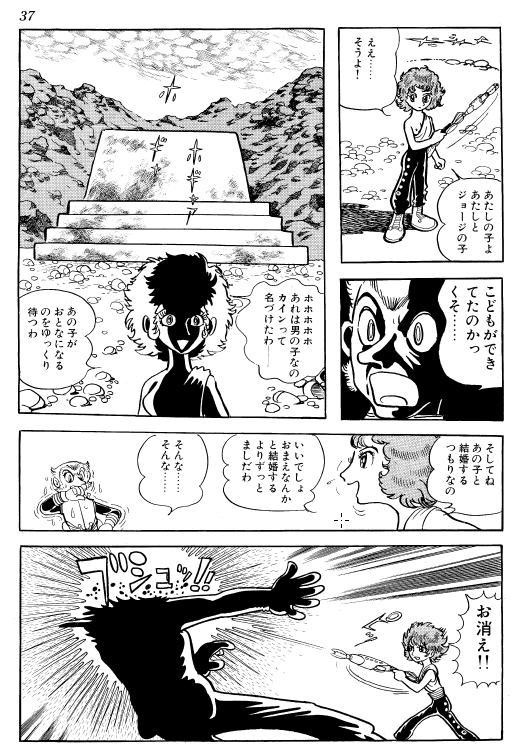 37
ええ……
そうよ！
あたしの子よ
あたしと
ジョージの子
こどもができ
てたのかっ
くそ……
ホホホホホ
あれは男の子なの
カインって
名づけたわ……
あの子が
おとなになる
のをゆっくり
待つわ
そしてね
あの子と
結婚する
つもりなの
いいでしょ
おまえなんか
と結婚する
よりずっと
ましだわ
そんな……
そんな……
お消え!!
ブシュッ!!